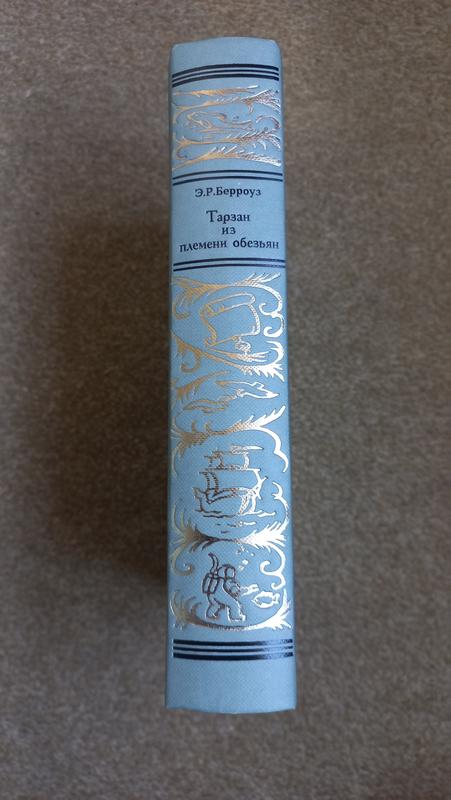 Э.Р.Берроуз
Тарзан
из
племени обезьян